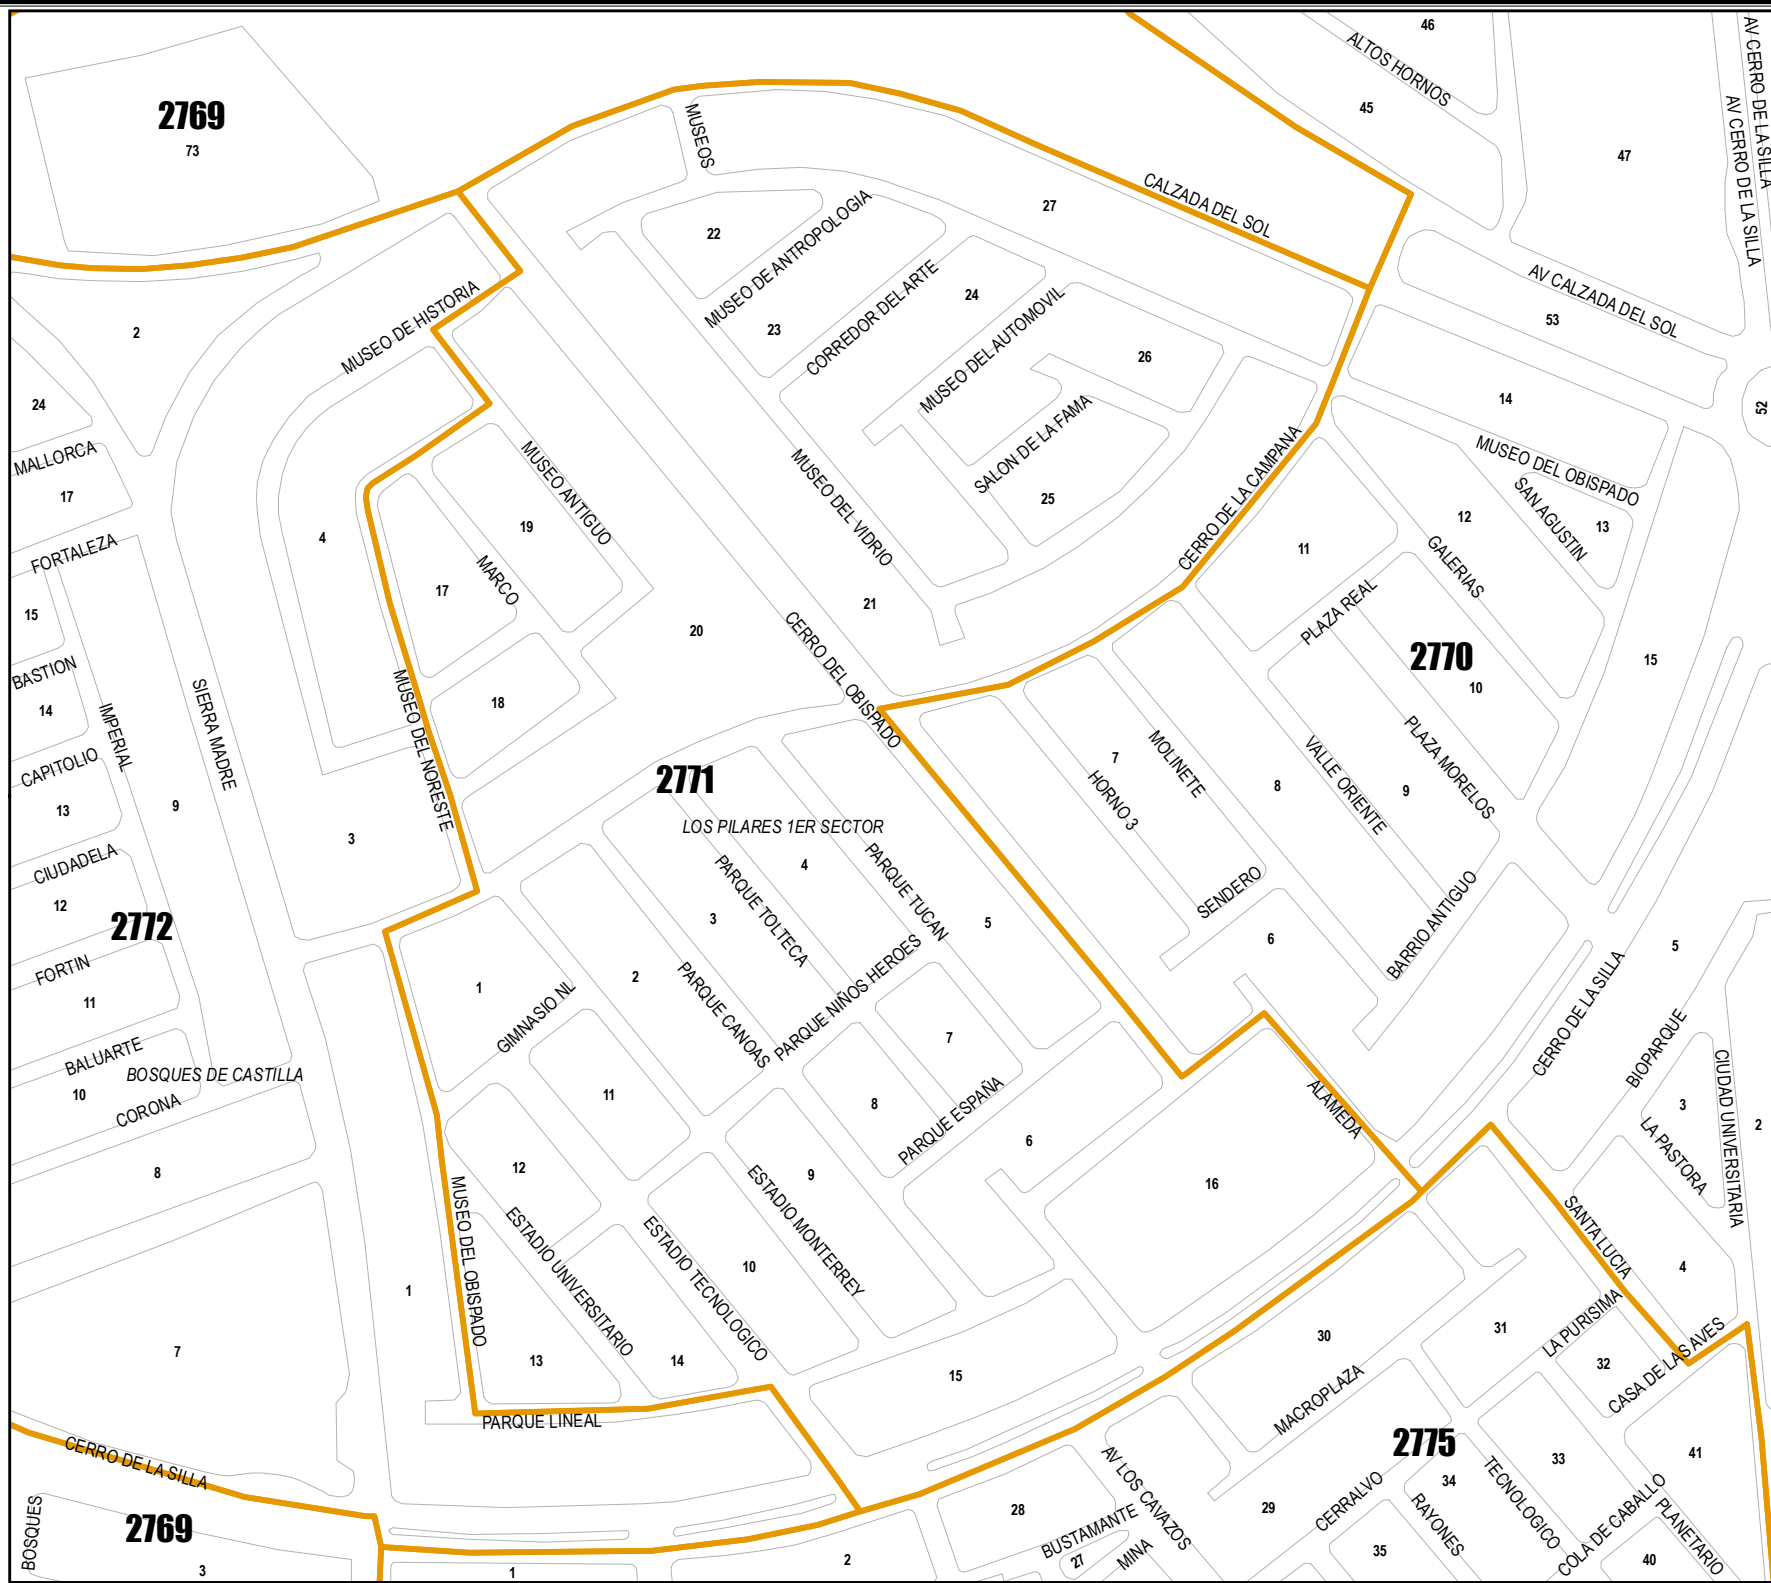 46
ALTOS HORNOS
AV CERRO DE LA SILLA
AV CERRO DE LA SILLA
2769
73
MUSEOS
45
47
CALZADA DEL SOL
27
22
MUSEO DE ANTROPOLOGIA
AV CALZADA DEL SOL
53
2
MUSEO DE HISTORIA
23
CORREDOR DEL ARTE
24
MUSEO DEL AUTOMOVIL
26
14
52
24
MALLORCA
17
MUSEO ANTIGUO
MUSEO DEL VIDRIO
SALON DE LA FAMA
25
CERRO DE LA CAMPANA
MUSEO DEL OBISPADO
SAN AGUSTIN
13
12
4
19
FORTALEZA
17
MARCO
11
GALERIAS
15
21
20
PLAZA REAL
2770
10
15
BASTION
14
IMPERIAL
SIERRA MADRE
MUSEO DEL NORESTE
18
CERRO DEL OBISPADO
CAPITOLIO
13
9
2771
LOS PILARES 1ER SECTOR
7
MOLINETE
HORNO 3
8
VALLE ORIENTE
9
PLAZA MORELOS
3
CIUDADELA
12
2772
4
PARQUE TOLTECA
PARQUE TUCAN
3
5
SENDERO
6
BARRIO ANTIGUO
FORTIN
11
1
GIMNASIO NL
2
PARQUE CANOAS
PARQUE NIÑOS HEROES
7
5
CERRO DE LA SILLA
BALUARTE
BOSQUES DE CASTILLA
10
CORONA
11
8
PARQUE ESPAÑA
6
ALAMEDA
BIOPARQUE
3
LA PASTORA
CIUDAD UNIVERSITARIA
2
8
12
MUSEO DEL OBISPADO
ESTADIO UNIVERSITARIO
ESTADIO TECNOLOGICO
9
ESTADIO MONTERREY
10
16
SANTA LUCIA
4
1
7
13
14
15
30
31
LA PURISIMA
32
CASA DE LAS AVES
MACROPLAZA
PARQUE LINEAL
CERRO DE LA SILLA
2775
AV LOS CAVAZOS
33
41
34
TECNOLOGICO
COLA DE CABALLO
PLANETARIO
BOSQUES
2769
3
1
2
28
BUSTAMANTE
27
MINA
29
CERRALVO
RAYONES
35
40